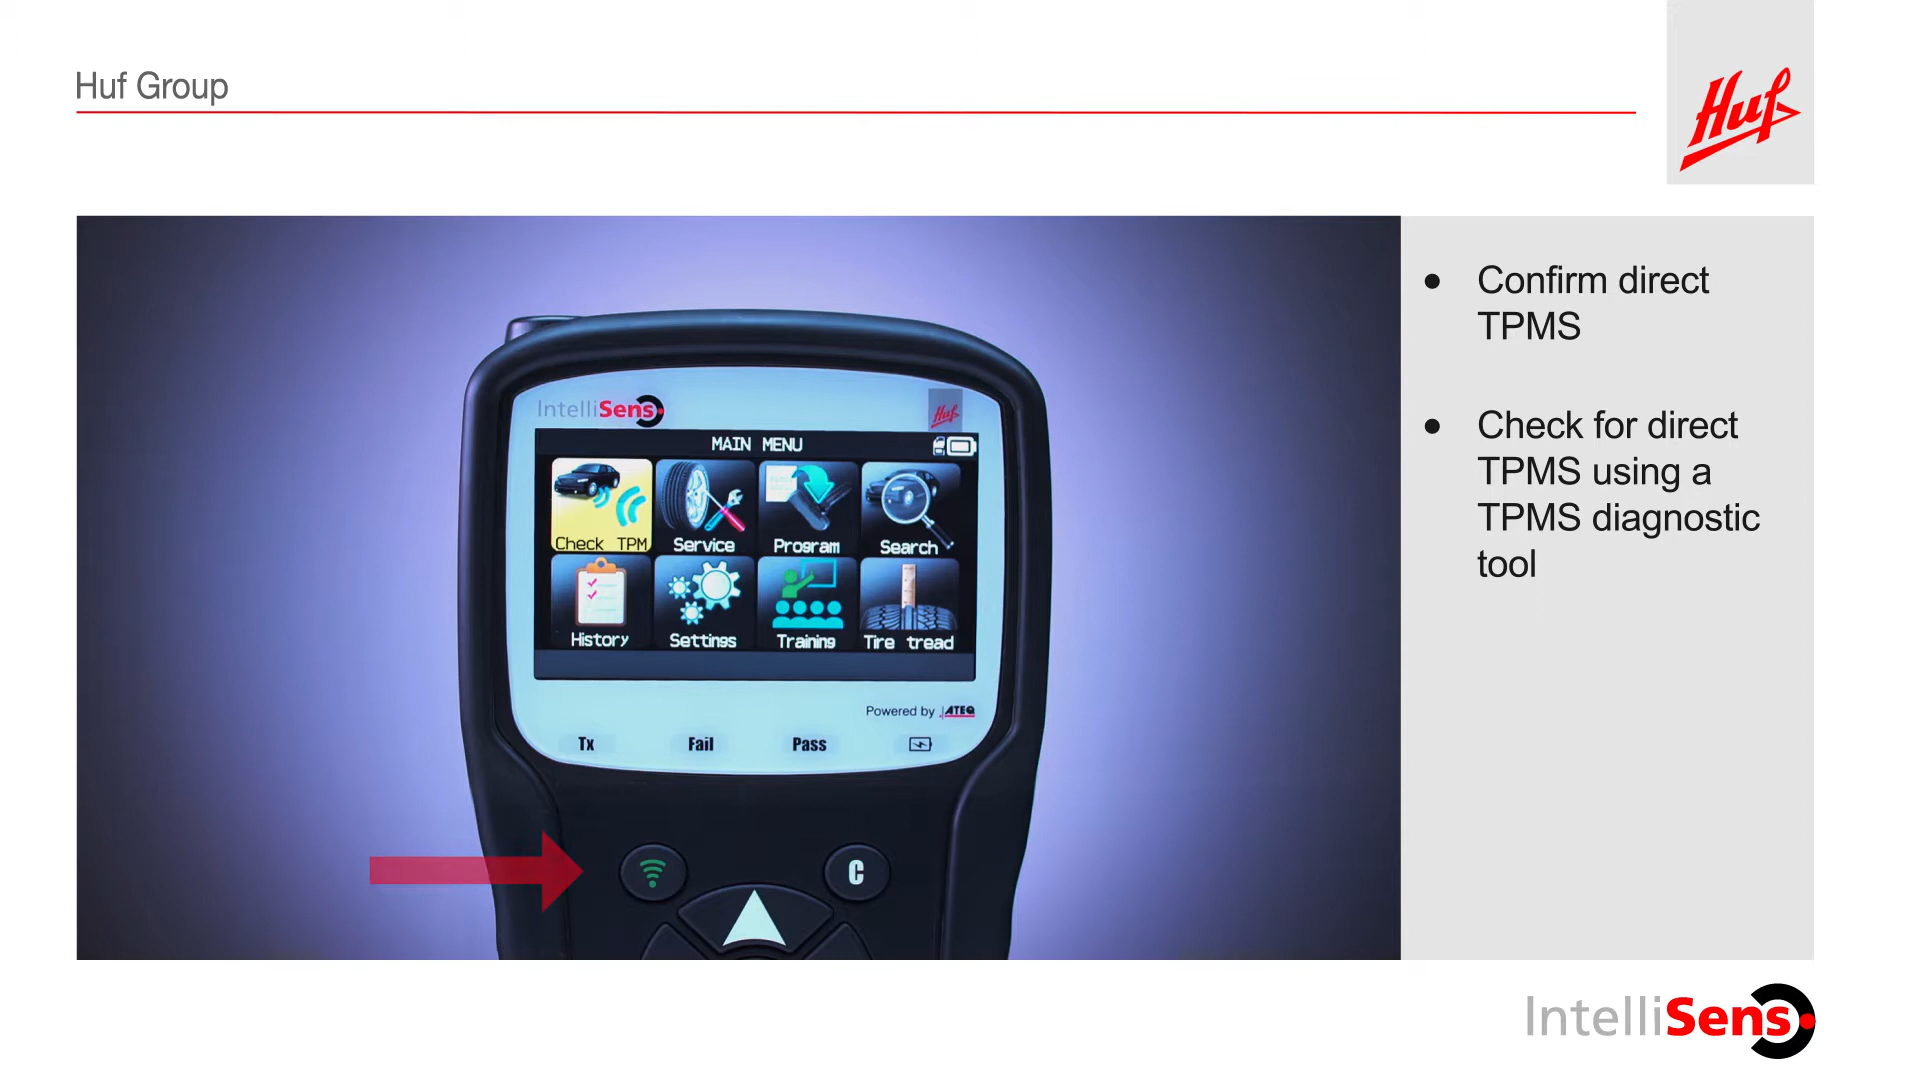 Huf Group
Huf
IntelliSens
Huf
MAIN MENU
Check TPM
Service
Program
Search
History
Settings
Training
Tire tread
Powered by ATEQ
Tx
Fail
Pass
C
● Confirm direct
TPMS
● Check for direct
TPMS using a
TPMS diagnostic
tool
IntelliSens